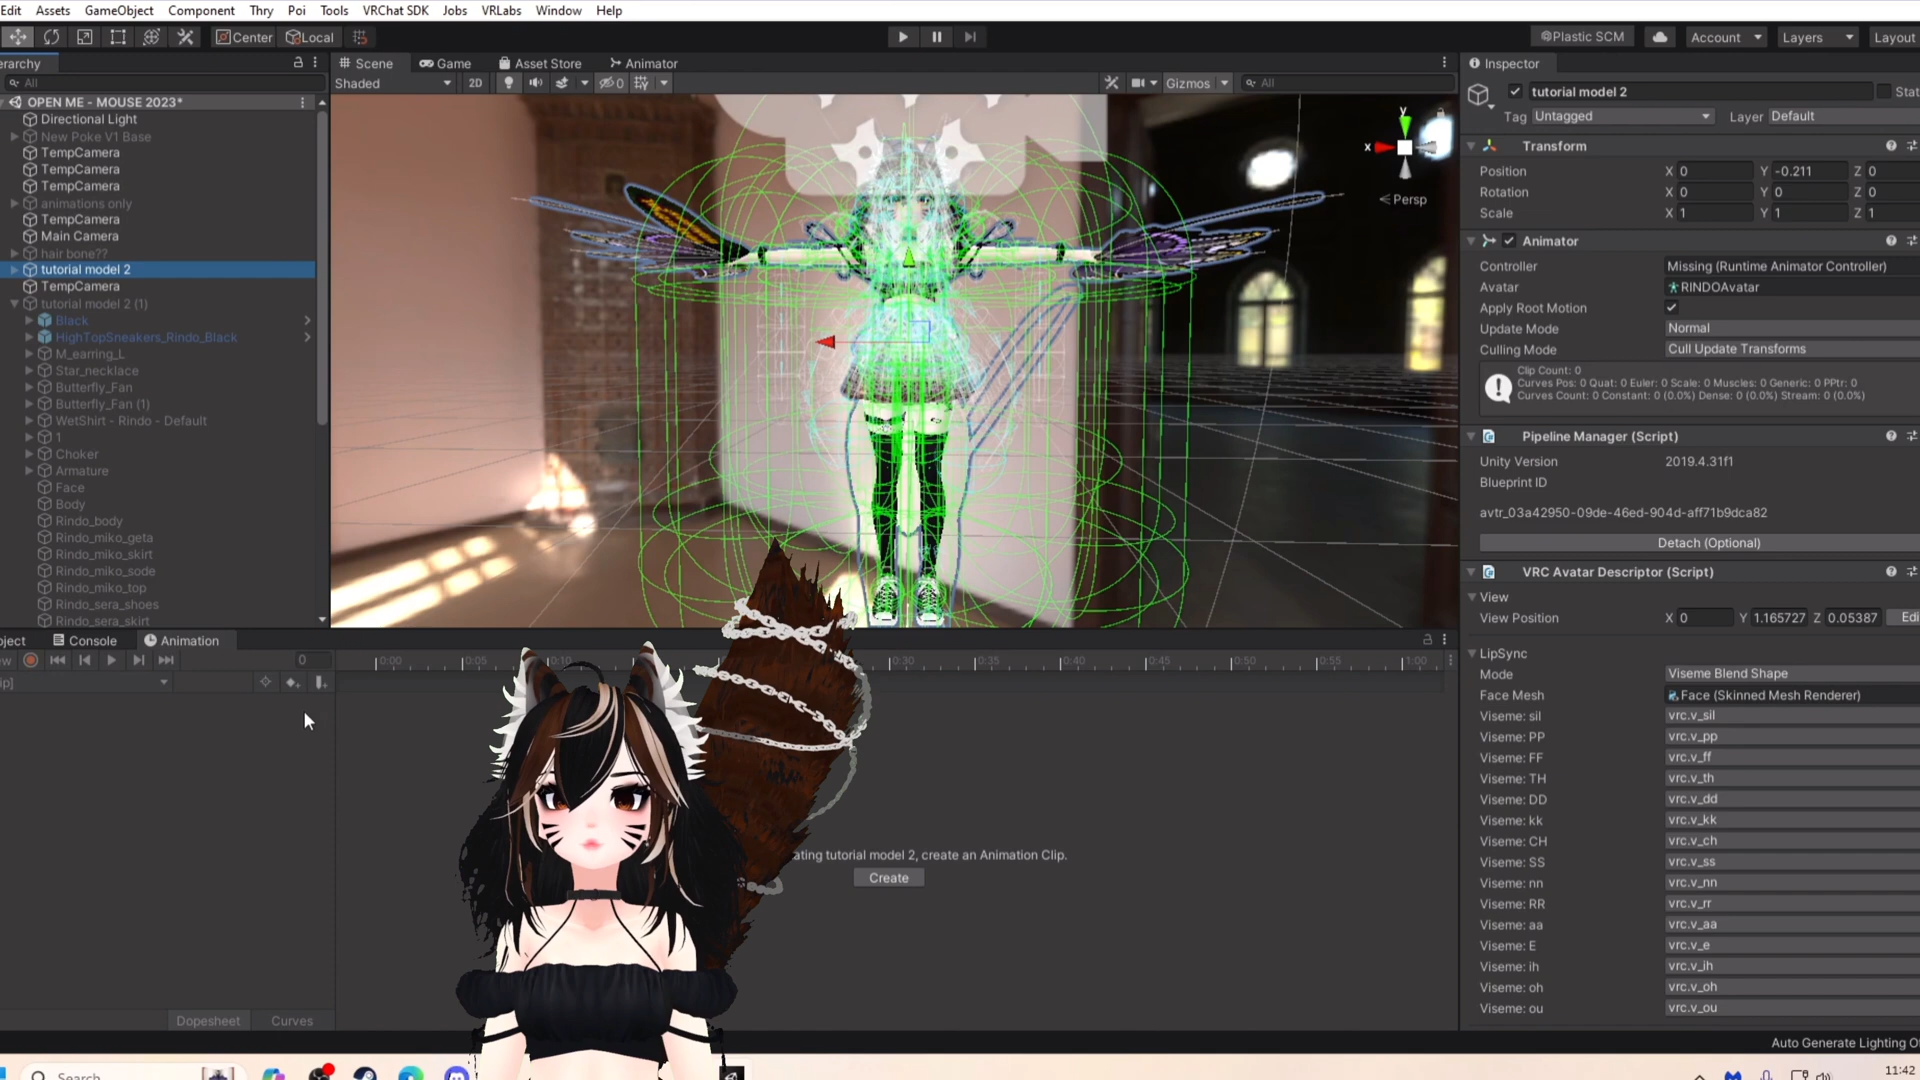 Edit Assets GameObject Component Thry Poi Tools VRChat SDK Jobs VRLabs Window Help
Center Local Plastic SCM Account Layers Layout
erarchy Scene Game Asset Store Animator Inspector
All Shaded 2D 0 Gizmos All tutorial model 2 Stat
Tag Untagged Layer Default
OPEN ME - MOUSE 2023*
Directional Light
New Poke V1 Base
TempCamera
TempCamera
TempCamera
animations only
TempCamera
Main Camera
hair bone??
tutorial model 2
TempCamera
tutorial model 2 (1)
Black
HighTopSneakers_Rindo_Black
M_earring_L
Star_necklace
Butterfly_Fan
Butterfly_Fan (1)
WetShirt - Rindo - Default
1
Choker
Armature
Face
Body
Rindo_body
Rindo_miko_geta
Rindo_miko_skirt
Rindo_miko_sode
Rindo_miko_top
Rindo_sera_shoes
Rindo_sera_skirt
y
x
Persp
Transform
Position X 0 Y -0.211 Z 0
Rotation X 0 Y 0 Z 0
Scale X 1 Y 1 Z 1
Animator
Controller Missing (Runtime Animator Controller)
Avatar RINDOAvatar
Apply Root Motion
Update Mode Normal
Culling Mode Cull Update Transforms
Clip Count: 0
Curves Pos: 0 Quat: 0 Euler: 0 Scale: 0 Muscles: 0 Generic: 0 PPtr: 0
Curves Count: 0 Constant: 0 (0.0%) Dense: 0 (0.0%) Stream: 0 (0.0%)
Pipeline Manager (Script)
Unity Version 2019.4.31f1
Blueprint ID
avtr_03a42950-09de-46ed-904d-aff71b9dca82
Detach (Optional)
VRC Avatar Descriptor (Script)
View
View Position X 0 Y 1.165727 Z 0.05387 Edi
LipSync
Mode Viseme Blend Shape
Face Mesh Face (Skinned Mesh Renderer)
Viseme: sil vrc.v_sil
Viseme: PP vrc.v_pp
Viseme: FF vrc.v_ff
Viseme: TH vrc.v_th
Viseme: DD vrc.v_dd
Viseme: kk vrc.v_kk
Viseme: CH vrc.v_ch
Viseme: SS vrc.v_ss
Viseme: nn vrc.v_nn
Viseme: RR vrc.v_rr
Viseme: aa vrc.v_aa
Viseme: E vrc.v_e
Viseme: ih vrc.v_ih
Viseme: oh vrc.v_oh
Viseme: ou vrc.v_ou
oject Console Animation
ew 0 0:00 0:05 0:10 0:30 0:35 0:40 0:45 0:50 0:55 1:00
ip]
ating tutorial model 2, create an Animation Clip.
Create
Dopesheet Curves
Auto Generate Lighting Of
Search 11:42